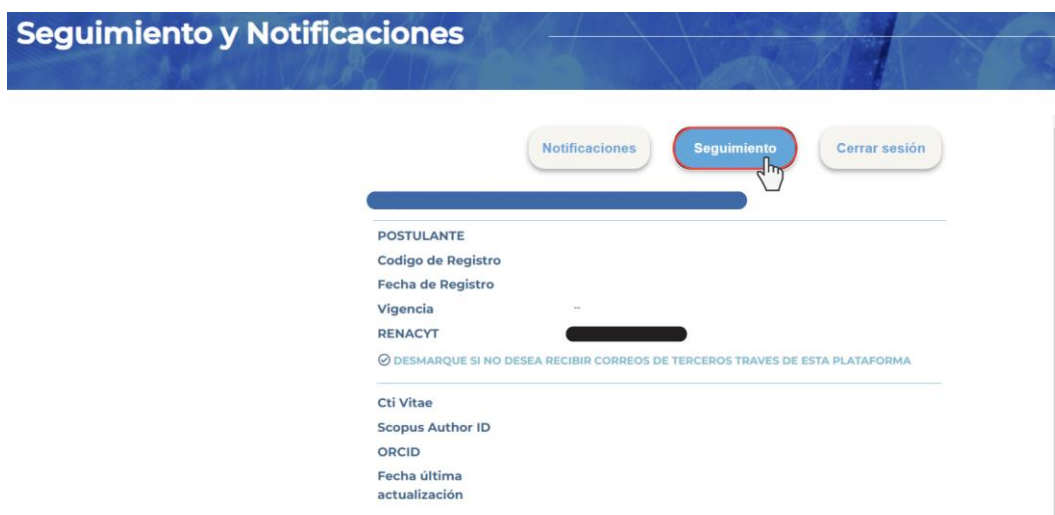 Seguimiento y Notificaciones
Notificaciones Seguimiento Cerrar sesión
POSTULANTE
Codigo de Registro
Fecha de Registro
Vigencia --
RENACYT
DESMARQUE SI NO DESEA RECIBIR CORREOS DE TERCEROS TRAVES DE ESTA PLATAFORMA
Cti Vitae
Scopus Author ID
ORCID
Fecha última
actualización